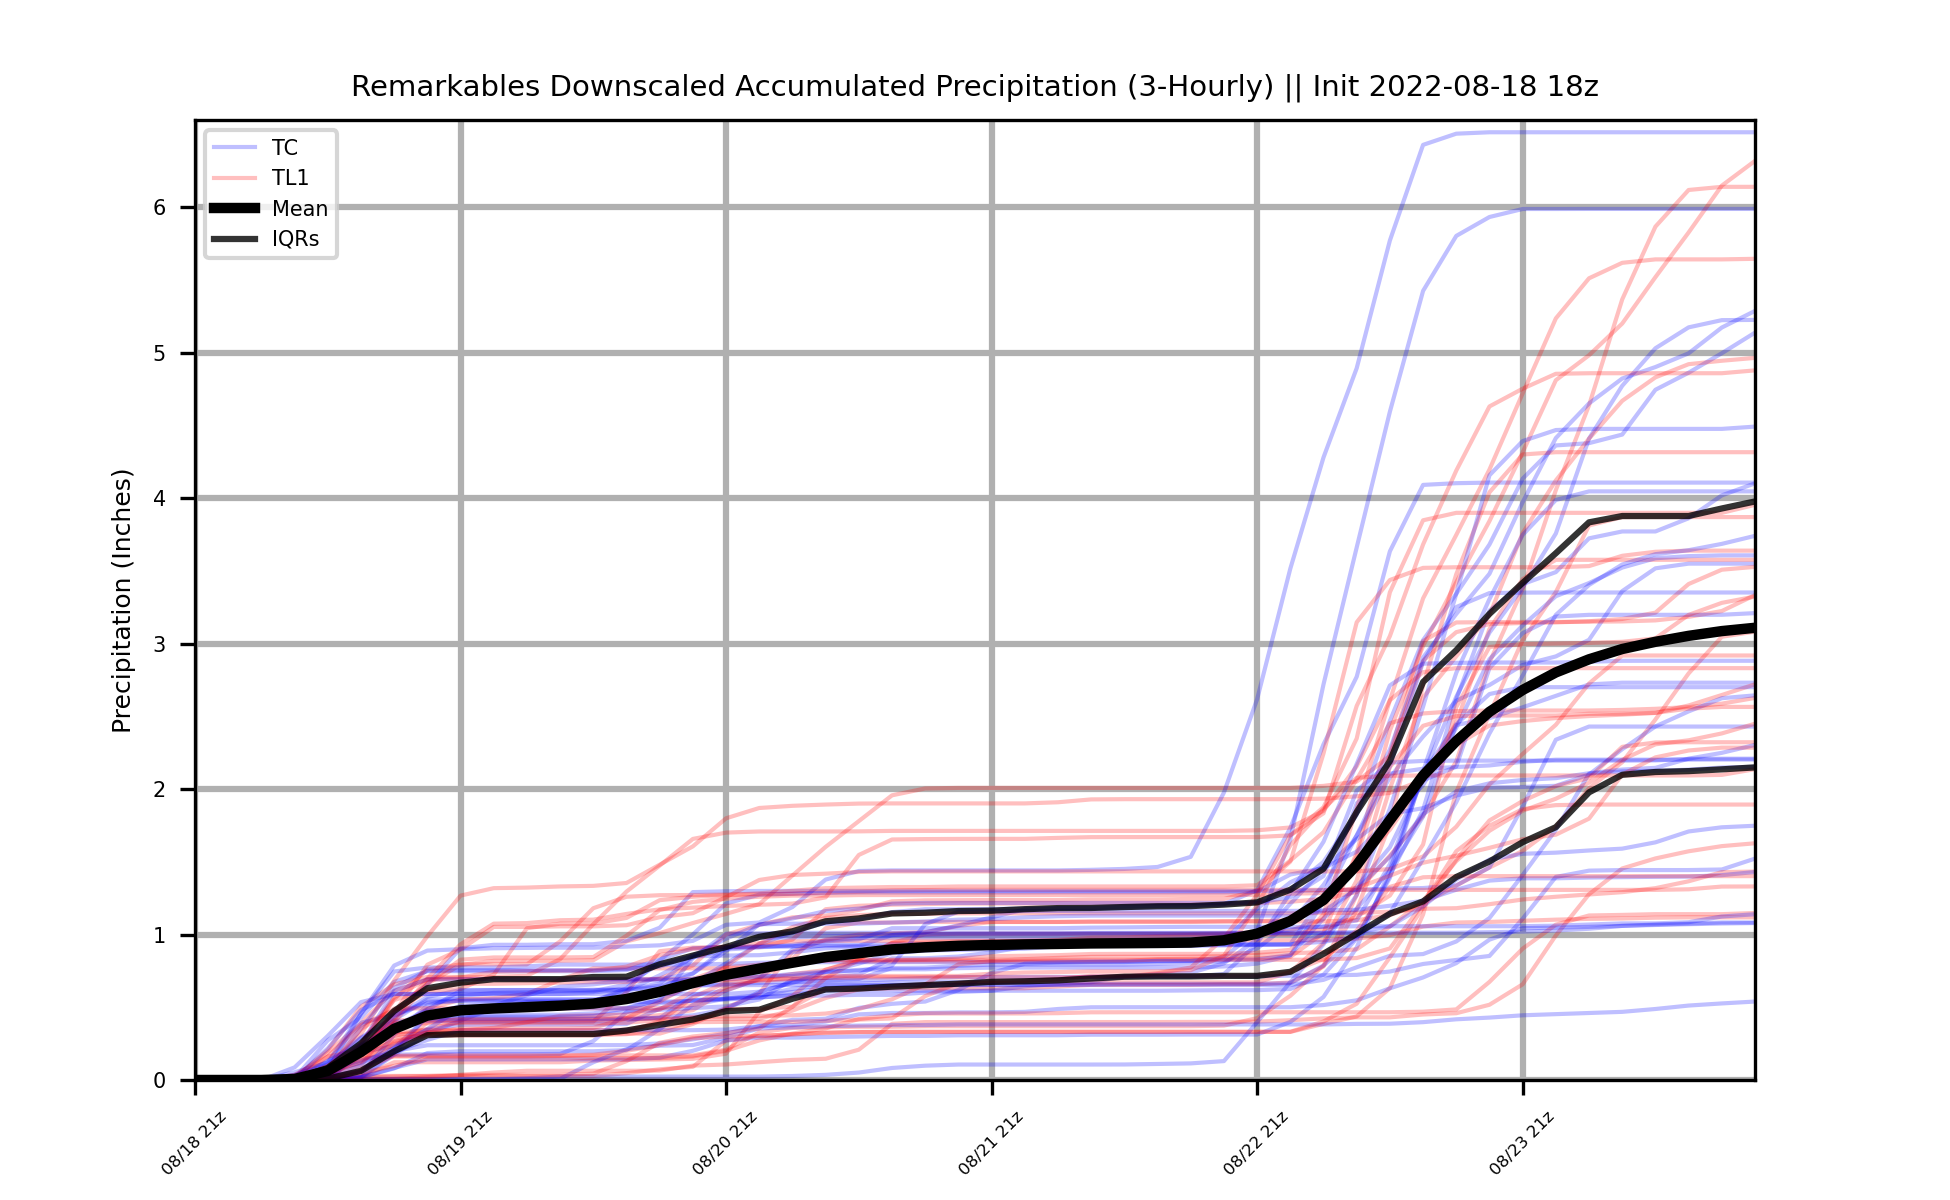 Remarkables Downscaled Accumulated Precipitation (3-Hourly) || Init 2022-08-18 18z
TC
TL1
Mean
IQRs
Precipitation (Inches)
6
5
4
3
2
1
0
08/18 21z
08/19 21z
08/20 21z
08/21 21z
08/22 21z
08/23 21z